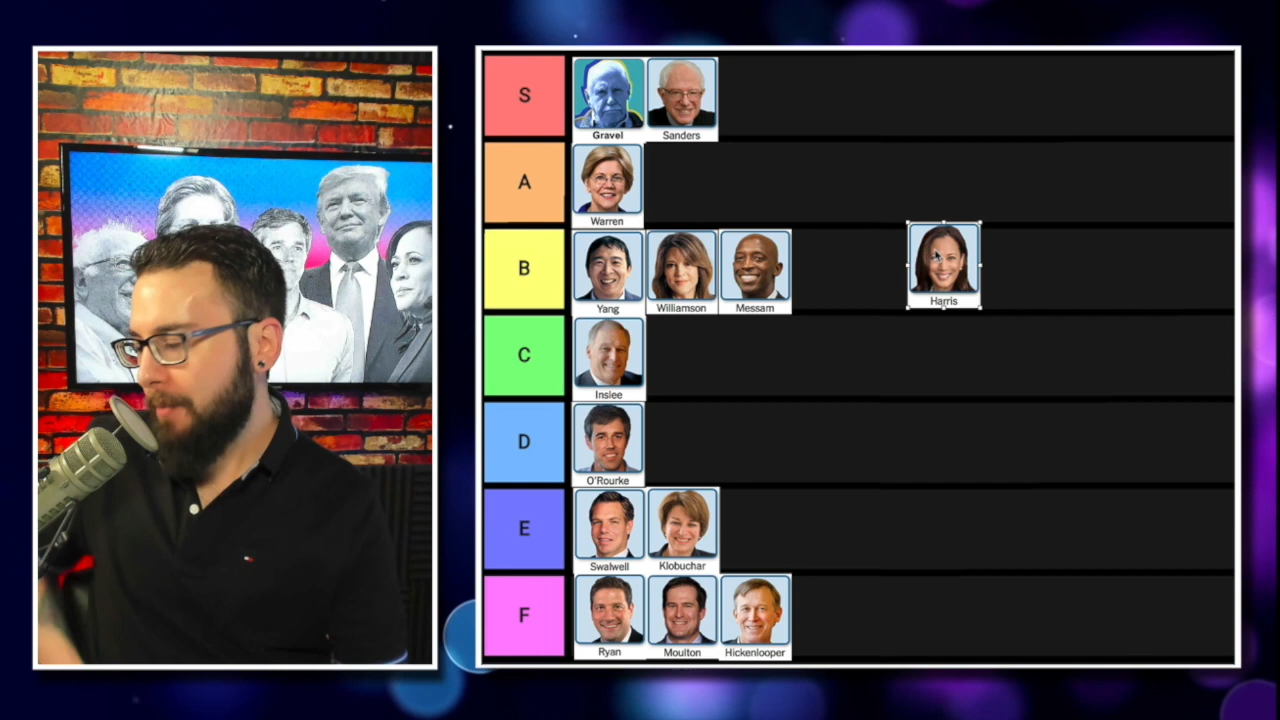 S
Gravel Sanders
A
Warren
B
Yang Williamson Messam Harris
C
Inslee
D
O'Rourke
E
Swalwell Klobuchar
F
Ryan Moulton Hickenlooper